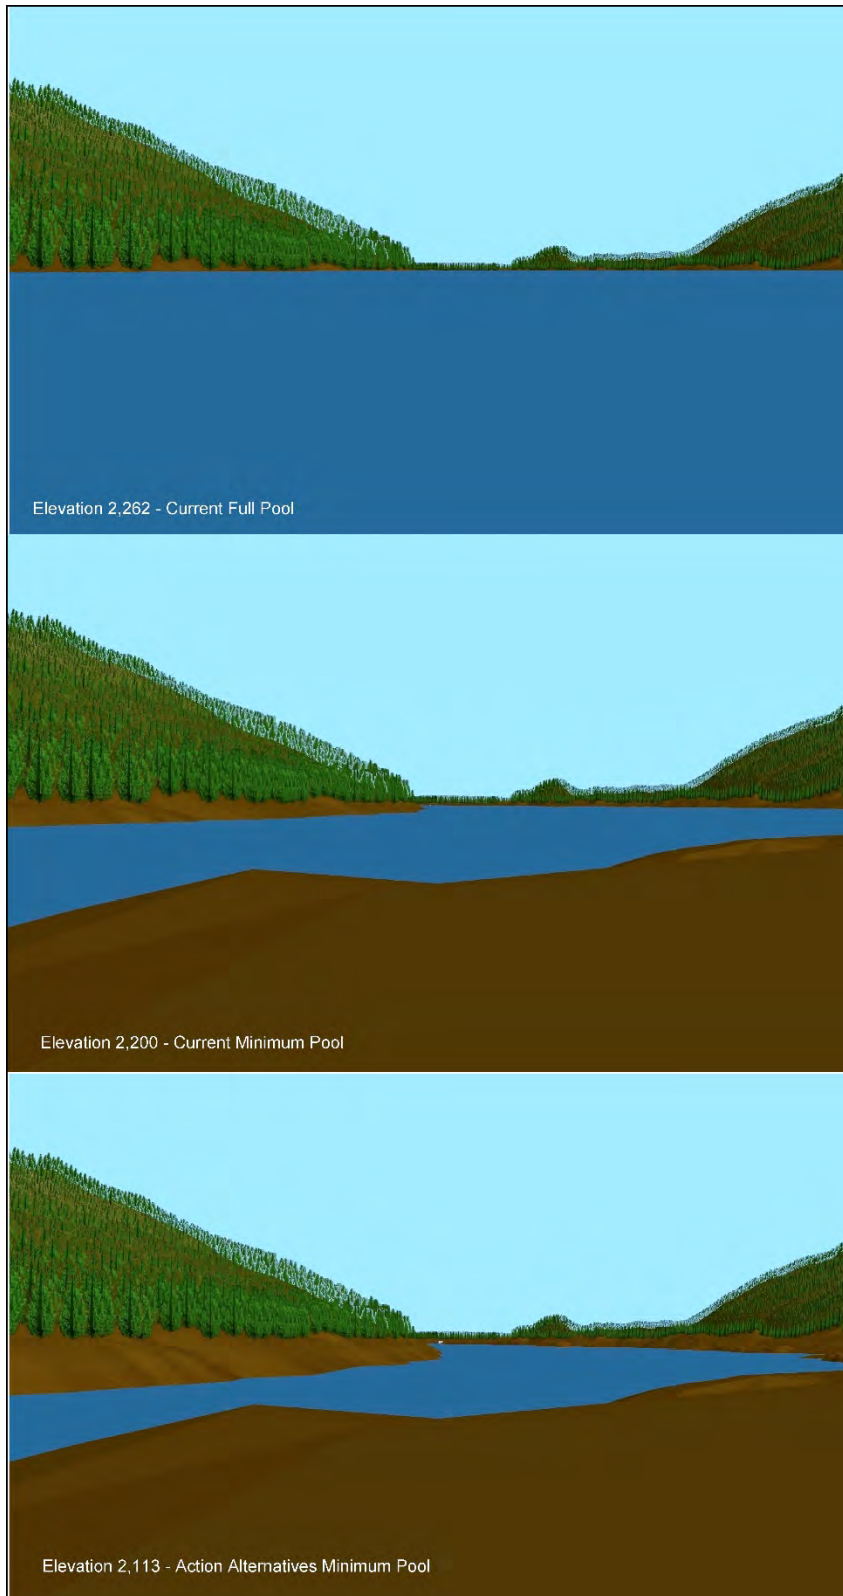 Elevation 2,262 - Current Full Pool
Elevation 2,200 - Current Minimum Pool
Elevation 2,113 - Action Alternatives Minimum Pool